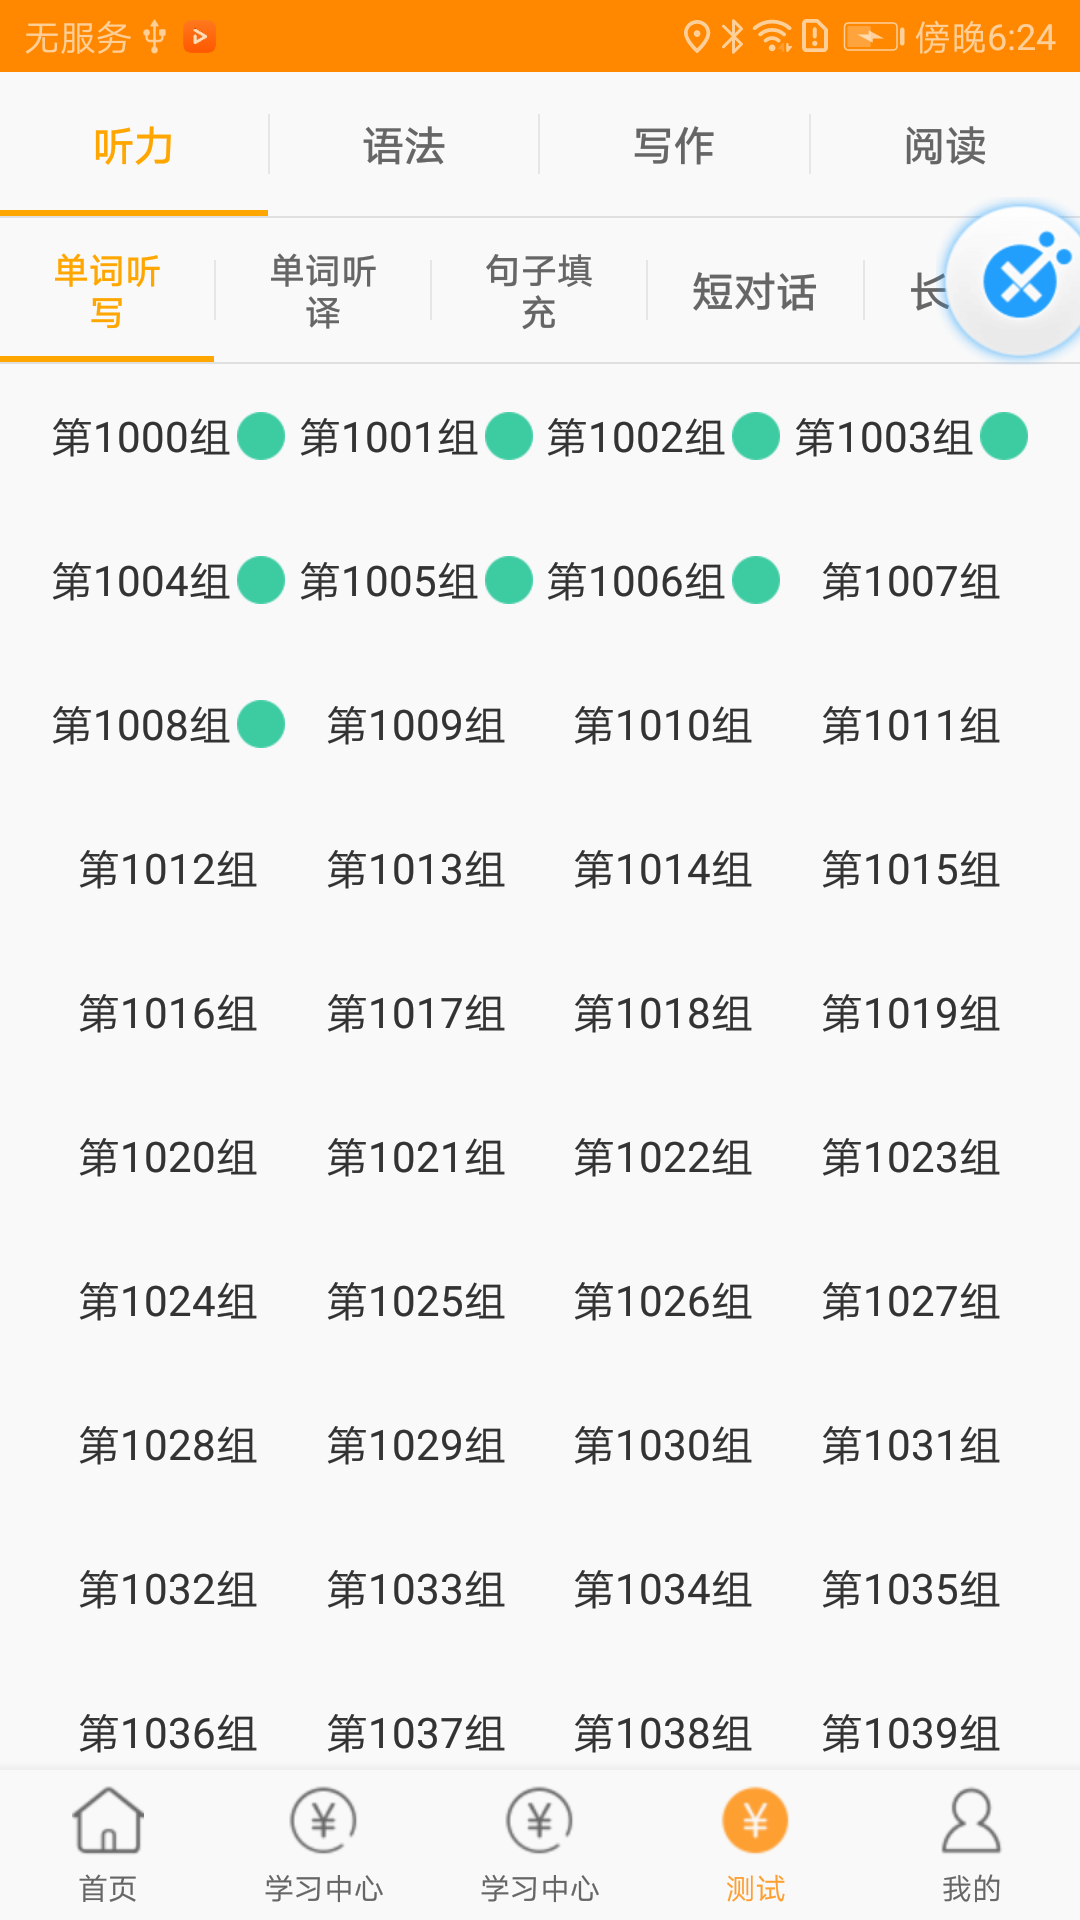 无服务 傍晚6:24
听力 语法 写作 阅读
单词听写 单词听译 句子填充 短对话 长
第1000组 第1001组 第1002组 第1003组
第1004组 第1005组 第1006组 第1007组
第1008组 第1009组 第1010组 第1011组
第1012组 第1013组 第1014组 第1015组
第1016组 第1017组 第1018组 第1019组
第1020组 第1021组 第1022组 第1023组
第1024组 第1025组 第1026组 第1027组
第1028组 第1029组 第1030组 第1031组
第1032组 第1033组 第1034组 第1035组
第1036组 第1037组 第1038组 第1039组
首页 学习中心 学习中心 测试 我的